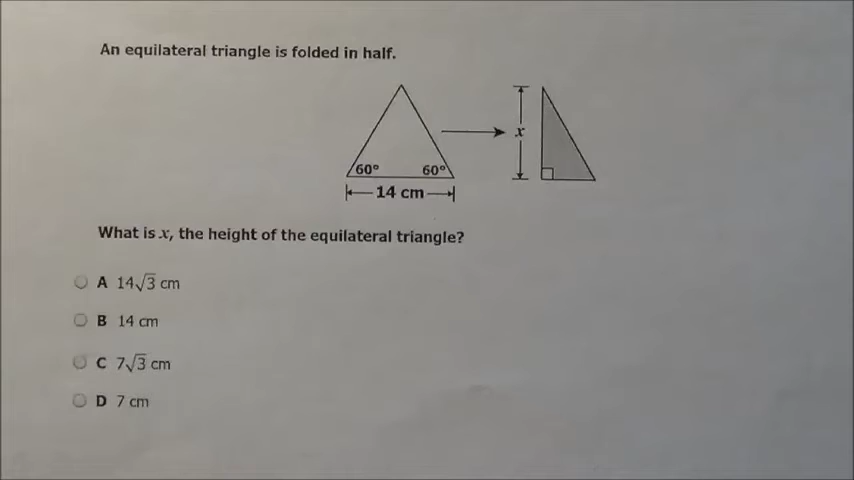 An equilateral triangle is folded in half.
x
60° 60°
14 cm
What is x, the height of the equilateral triangle?
A 14√3 cm
B 14 cm
C 7√3 cm
D 7 cm